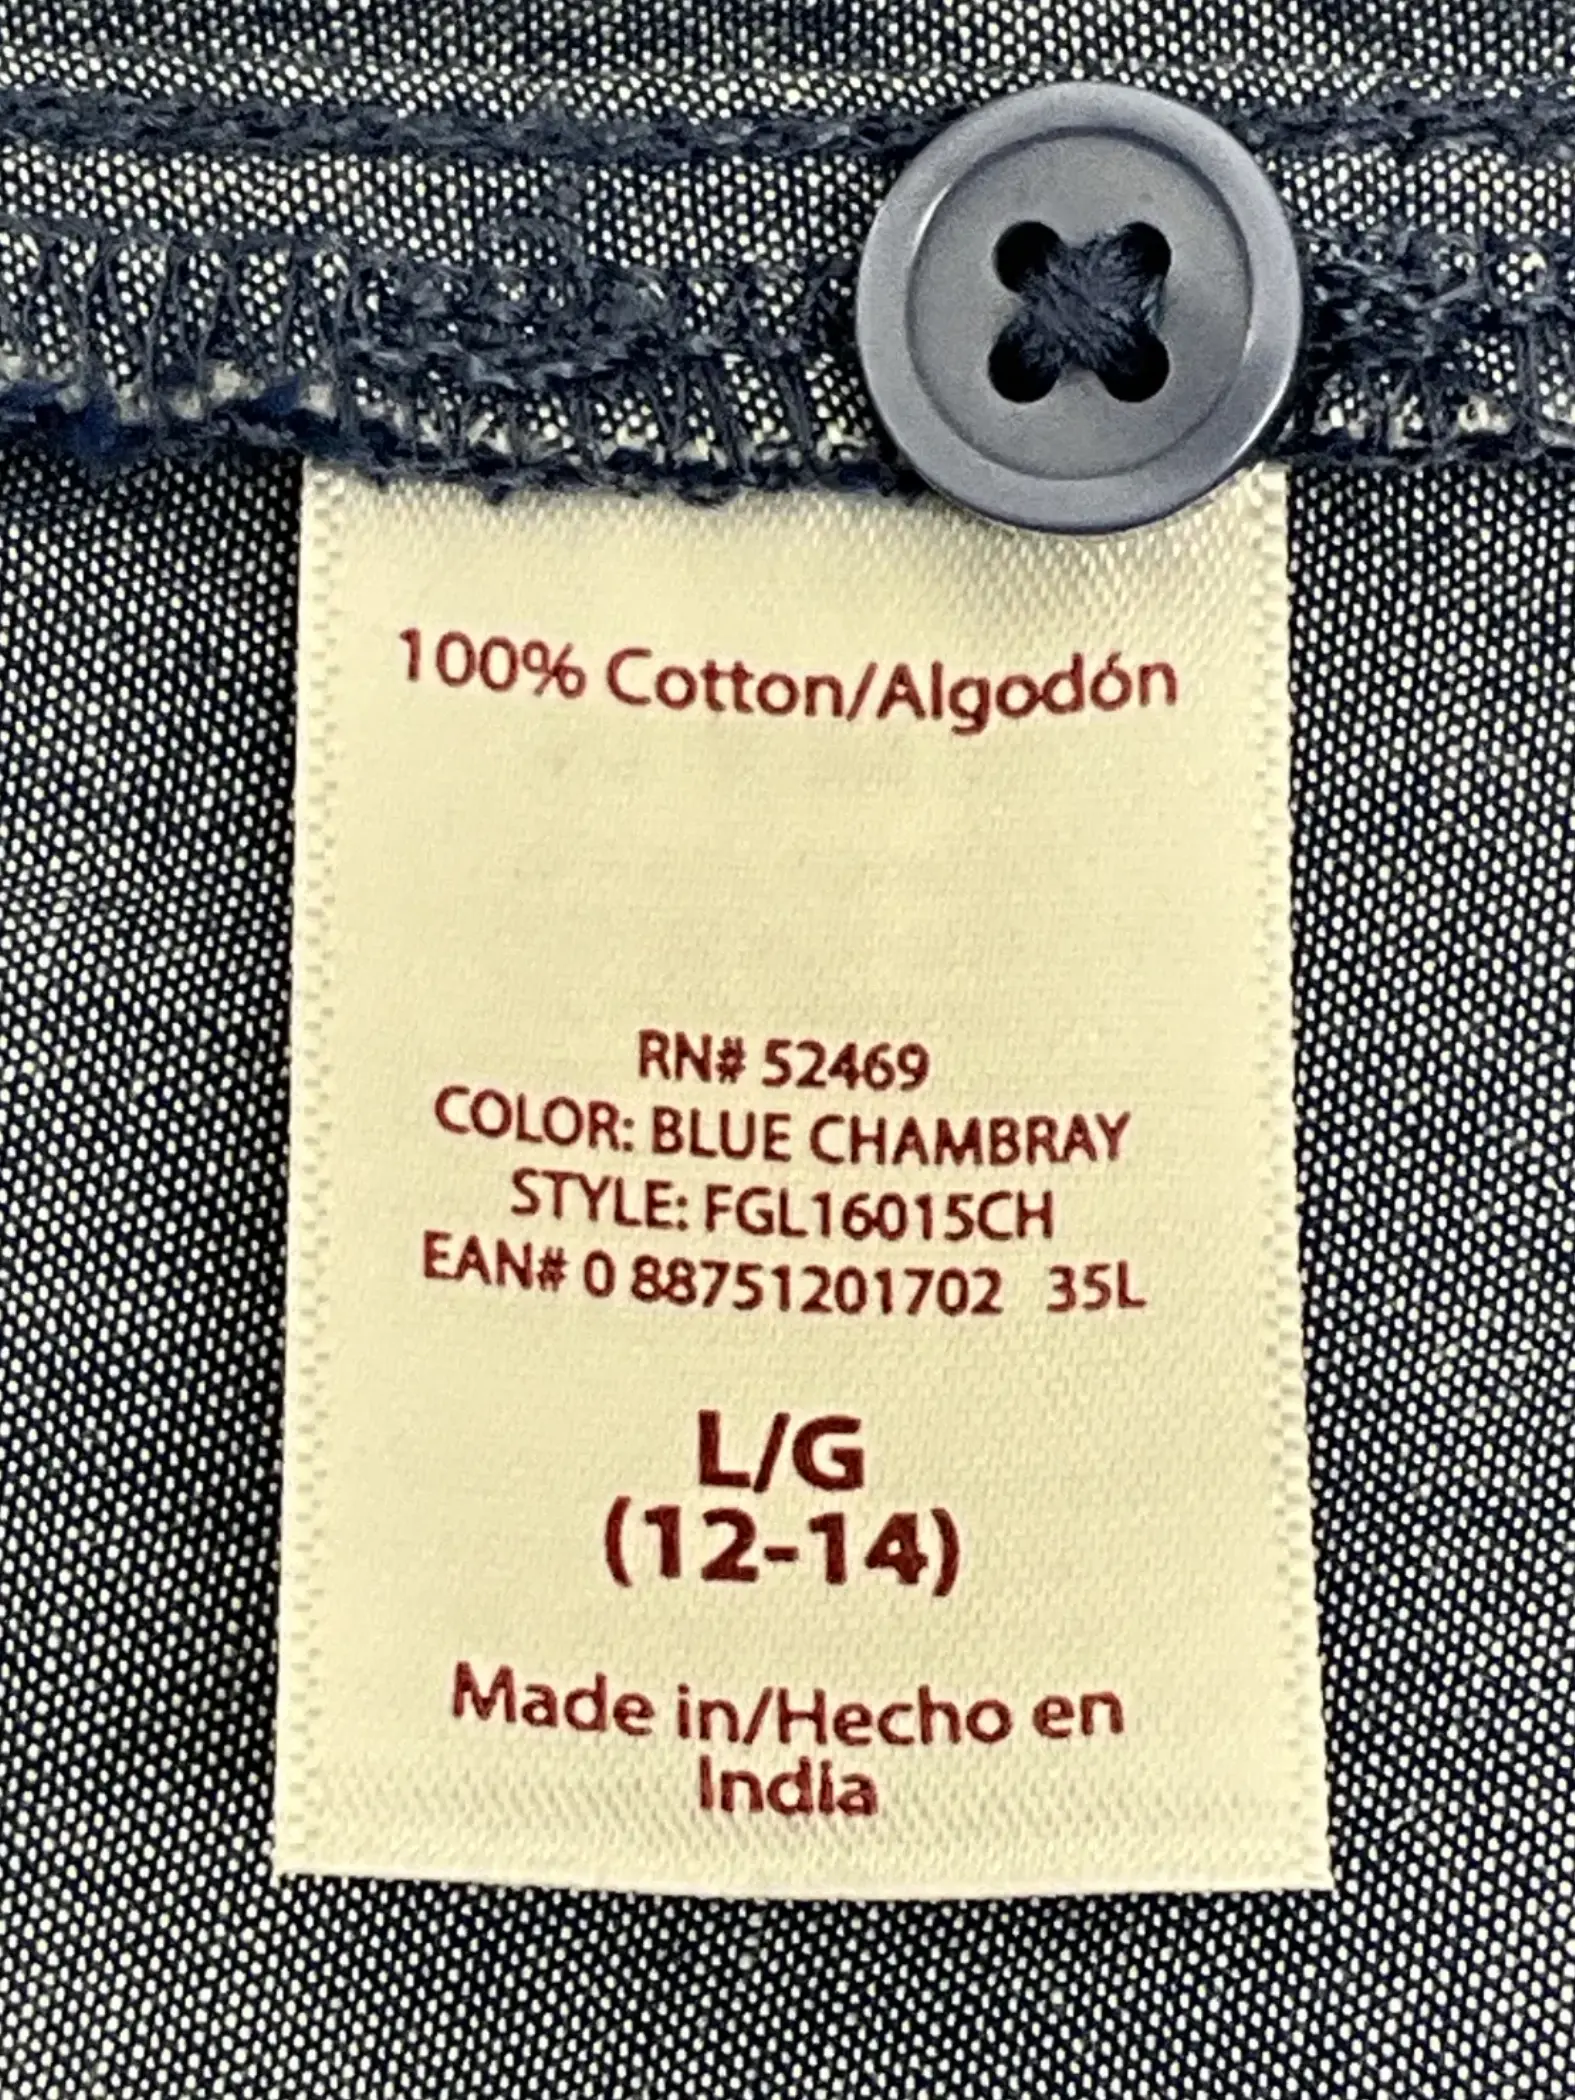 100% Cotton/Algodón
RN# 52469
COLOR: BLUE CHAMBRAY
STYLE: FGL16015CH
EAN# 0 88751201702 35L
L/G
(12-14)
Made in/Hecho en
India